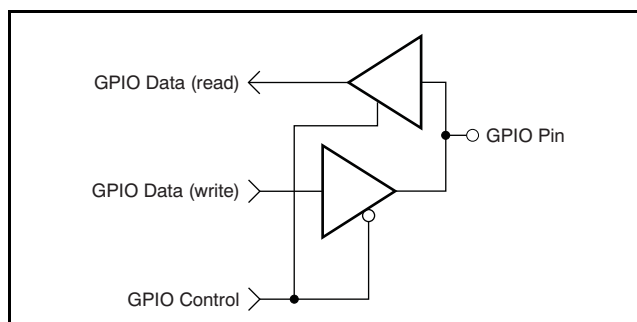 GPIO Data (read)
GPIO Pin
GPIO Data (write)
GPIO Control